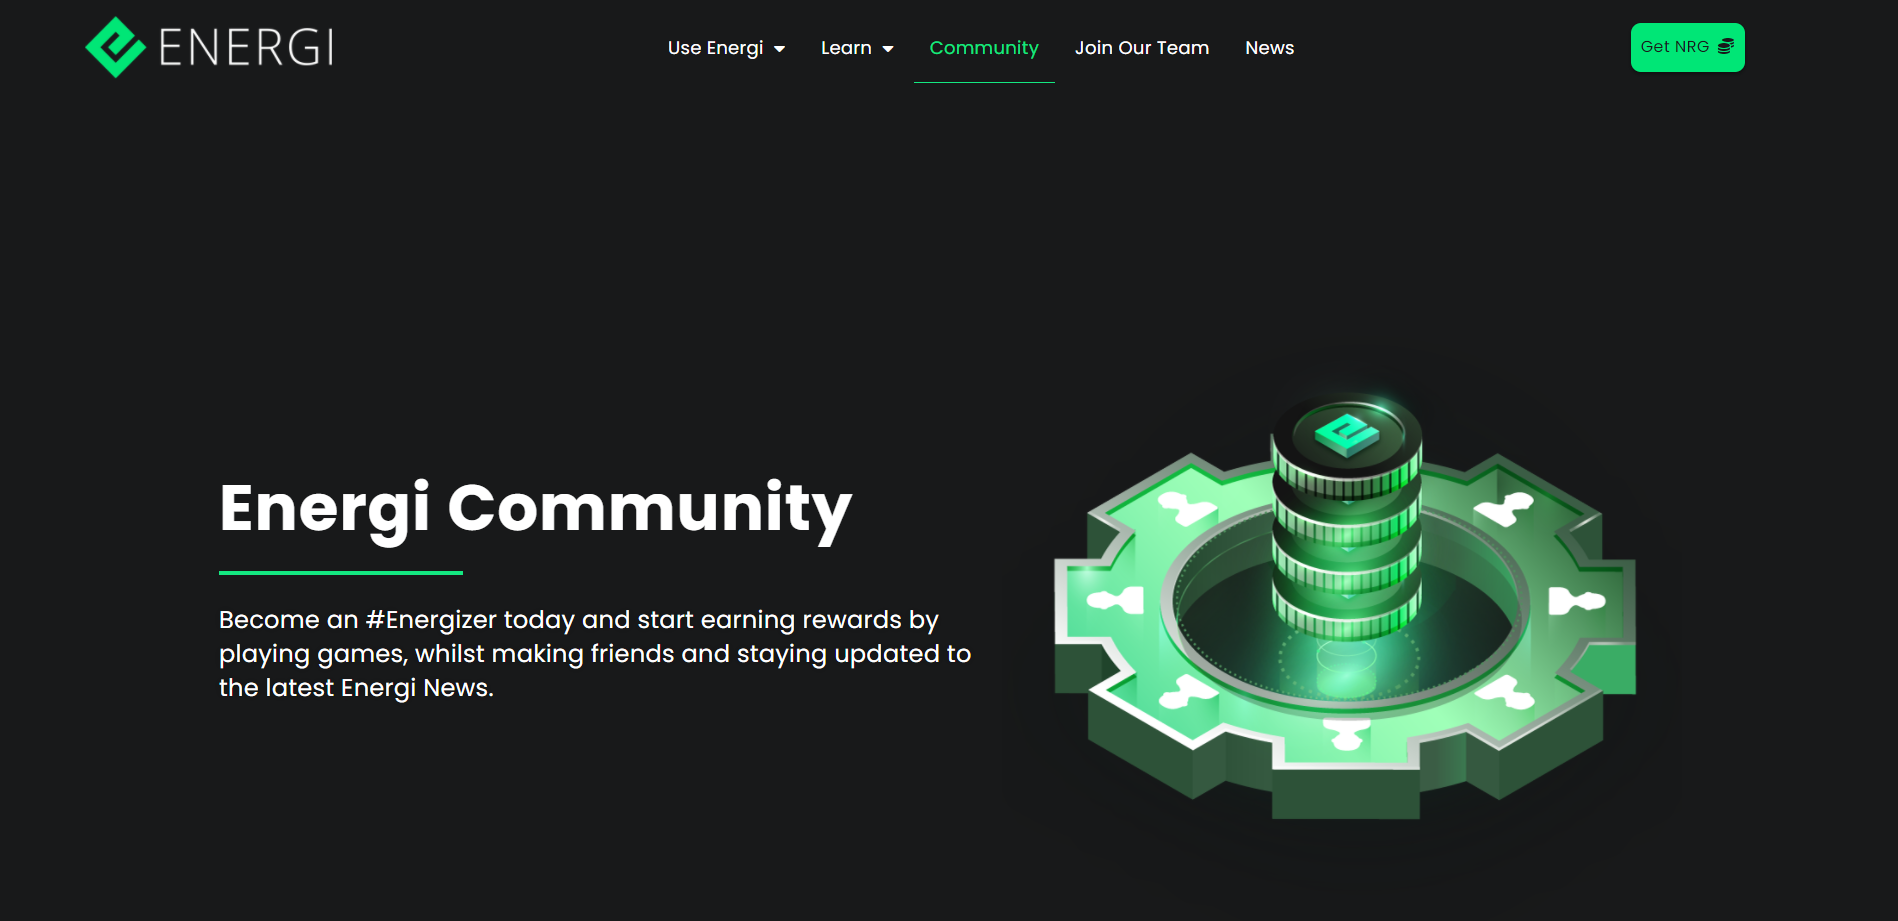 ENERGI
Use Energi
Learn
Community
Join Our Team
News
Get NRG
Energi Community
Become an #Energizer today and start earning rewards by
playing games, whilst making friends and staying updated to
the latest Energi News.